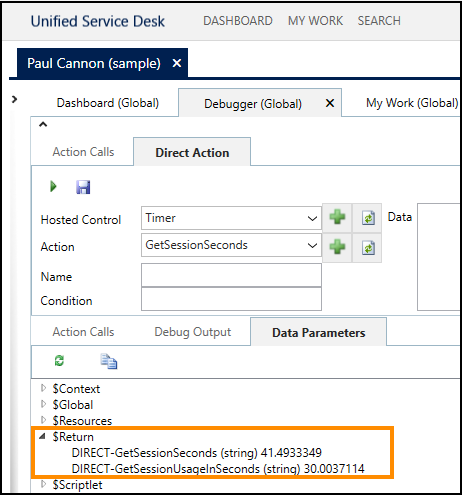 Unified Service Desk DASHBOARD MY WORK SEARCH
Paul Cannon (sample) ×
Dashboard (Global) Debugger (Global) × My Work (Global)
Action Calls Direct Action
Hosted Control Timer Data
Action GetSessionSeconds
Name
Condition
Action Calls Debug Output Data Parameters
$Context
$Global
$Resources
$Return
DIRECT-GetSessionSeconds (string) 41.4933349
DIRECT-GetSessionUsageInSeconds (string) 30.0037114
$Scriptlet